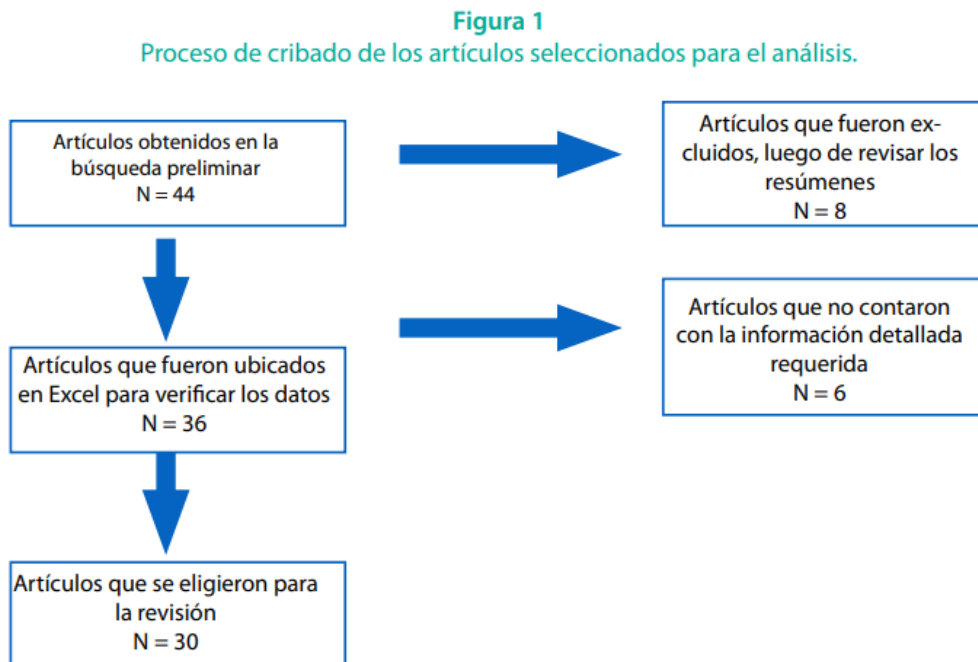 Figura 1
Proceso de cribado de los artículos seleccionados para el análisis.
Artículos obtenidos en la
búsqueda preliminar
N = 44
Artículos que fueron ex-
cluidos, luego de revisar los
resúmenes
N = 8
Artículos que no contaron
con la información detallada
requerida
N = 6
Artículos que fueron ubicados
en Excel para verificar los datos
N = 36
Artículos que se eligieron para
la revisión
N = 30